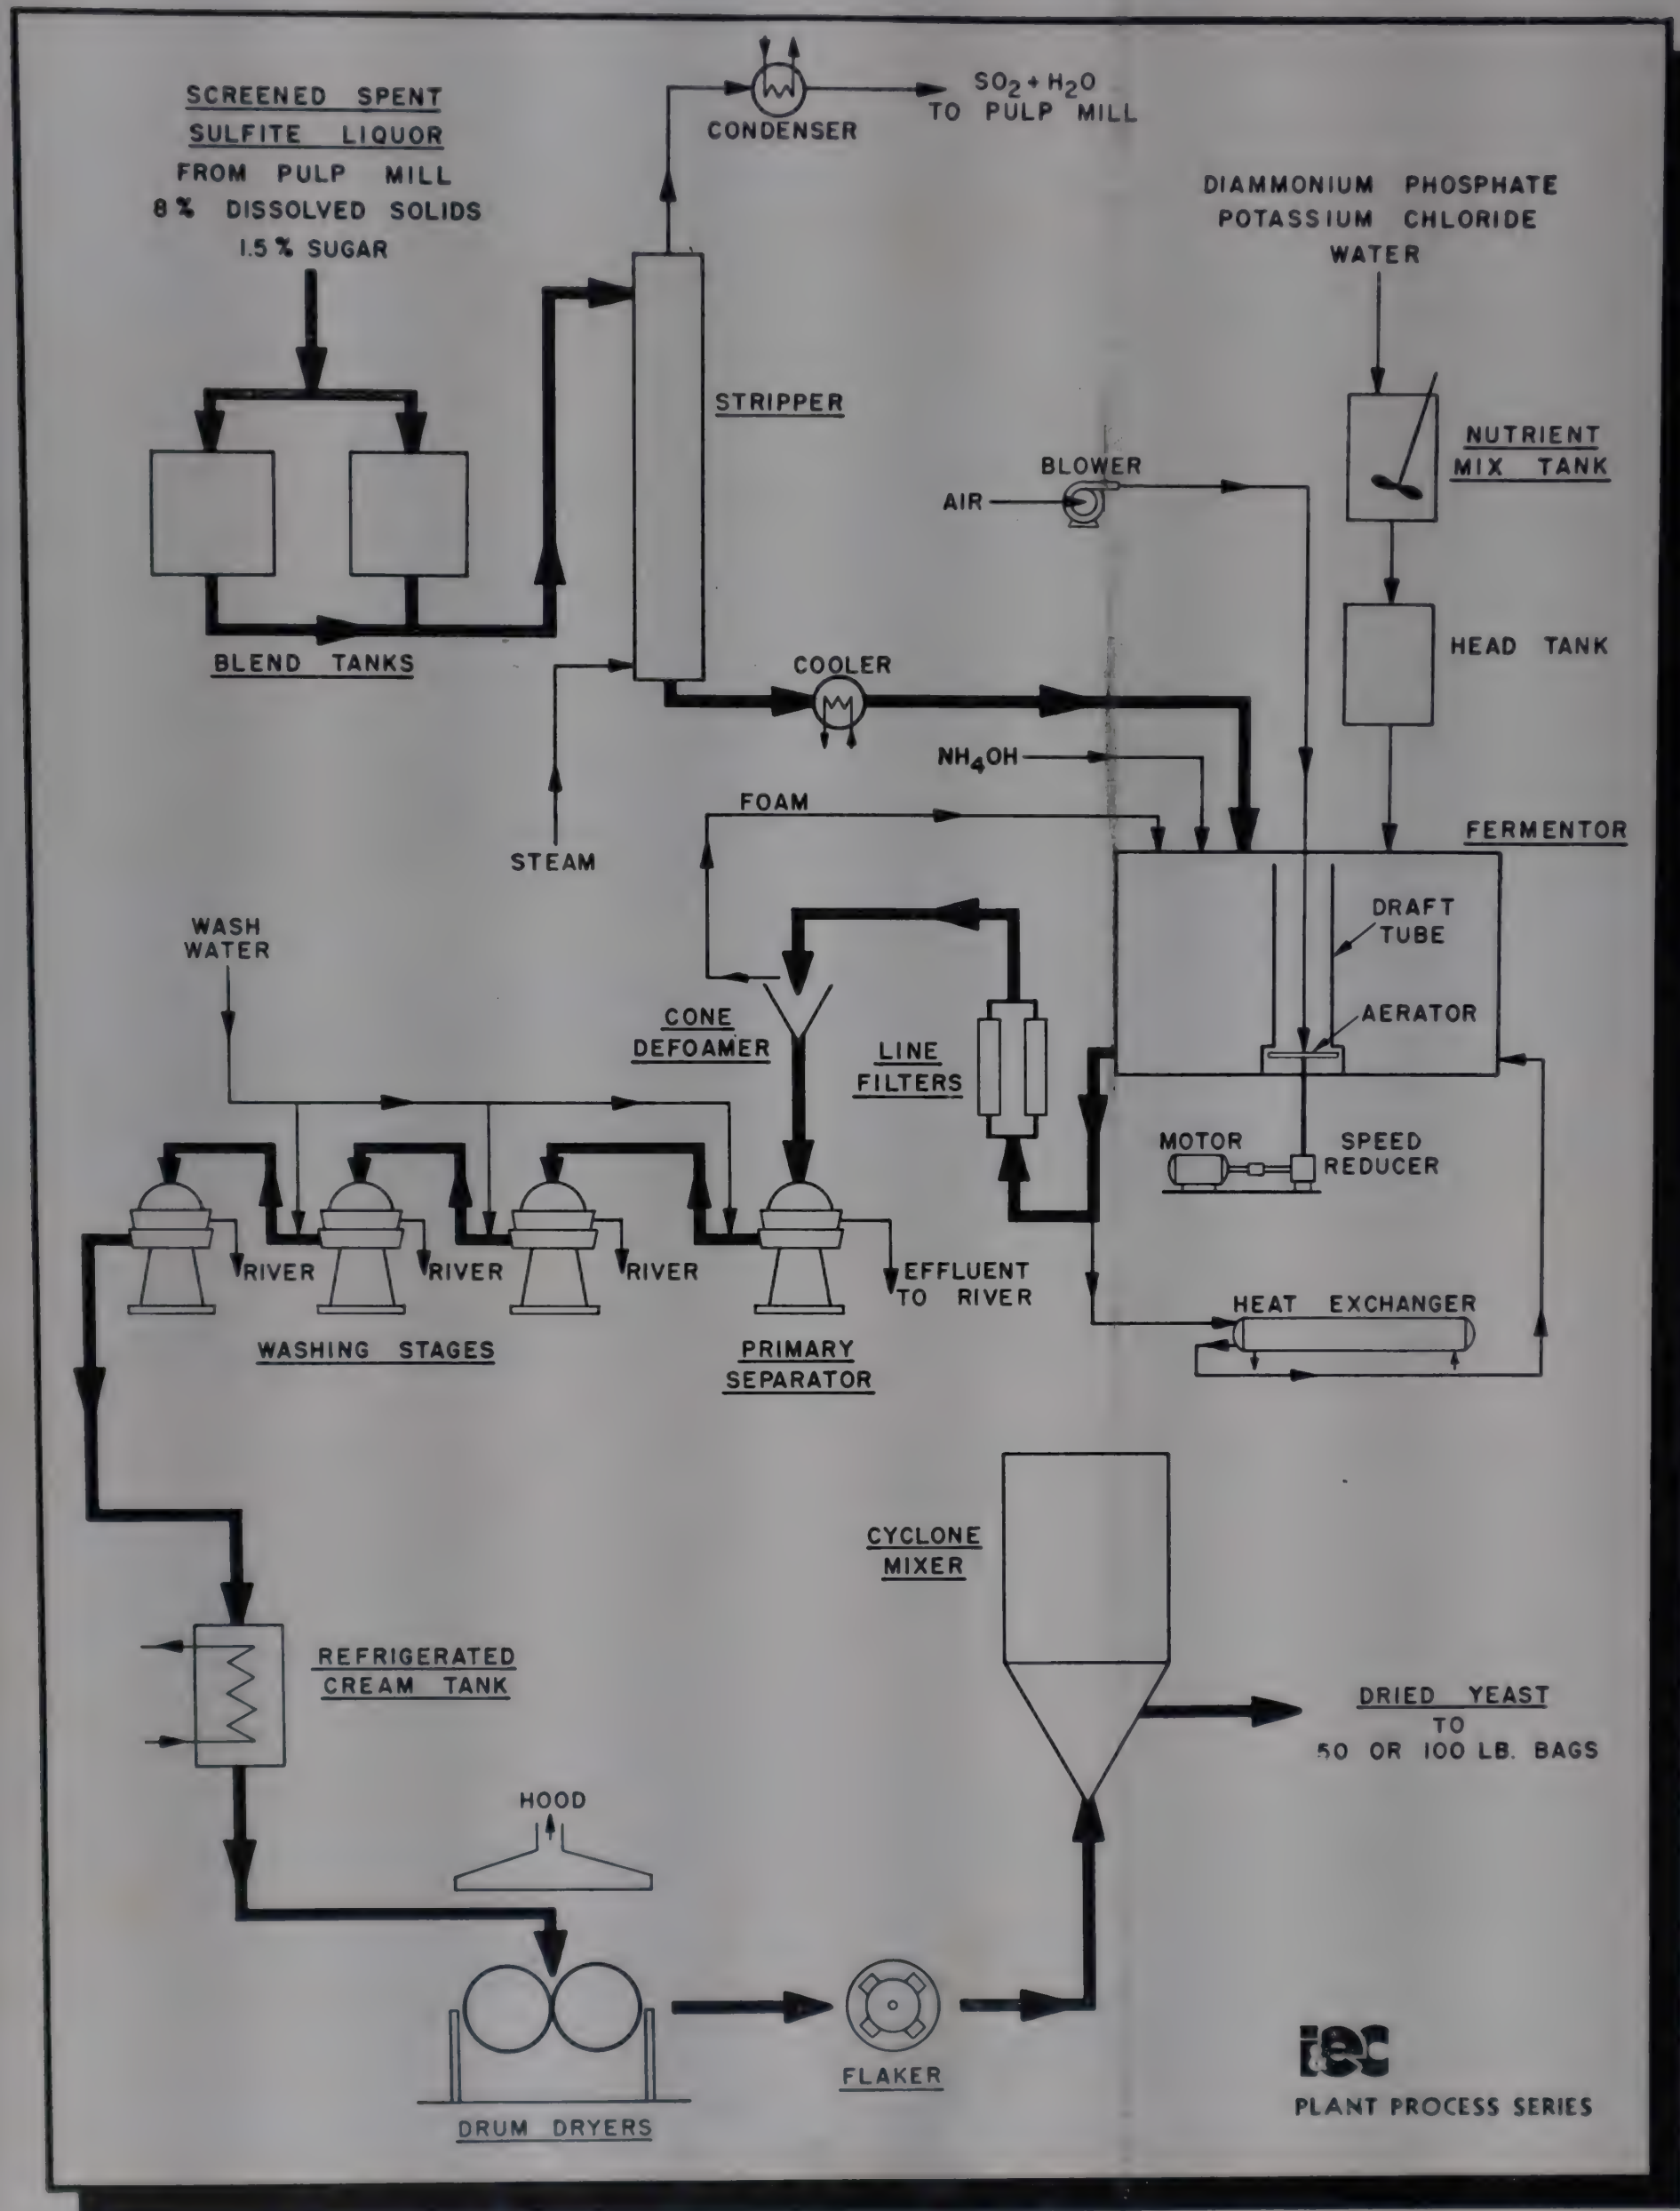 SCREENED SPENT
SULFITE LIQUOR
FROM PULP MILL
8% DISSOLVED SOLIDS
1.5% SUGAR
CONDENSER
SO2 + H2O
TO PULP MILL
DIAMMONIUM PHOSPHATE
POTASSIUM CHLORIDE
WATER
STRIPPER
NUTRIENT
MIX TANK
BLOWER
AIR
BLEND TANKS
HEAD TANK
COOLER
NH4OH
FOAM
STEAM
FERMENTOR
DRAFT
TUBE
AERATOR
WASH
WATER
CONE
DEFOAMER
LINE
FILTERS
MOTOR
SPEED
REDUCER
RIVER
RIVER
RIVER
EFFLUENT
TO RIVER
WASHING STAGES
PRIMARY
SEPARATOR
HEAT EXCHANGER
CYCLONE
MIXER
REFRIGERATED
CREAM TANK
DRIED YEAST
TO
50 OR 100 LB. BAGS
HOOD
DRUM DRYERS
FLAKER
i&ec
PLANT PROCESS SERIES